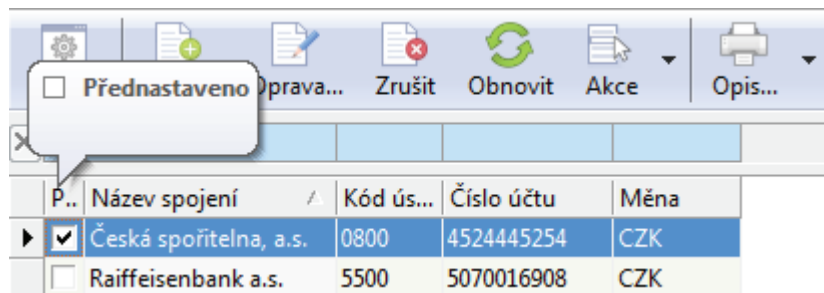 Přednastaveno
Oprava... Zrušit Obnovit Akce Opis...
P.. Název spojení Kód ús... Číslo účtu Měna
Česká spořitelna, a.s. 0800 4524445254 CZK
Raiffeisenbank a.s. 5500 5070016908 CZK